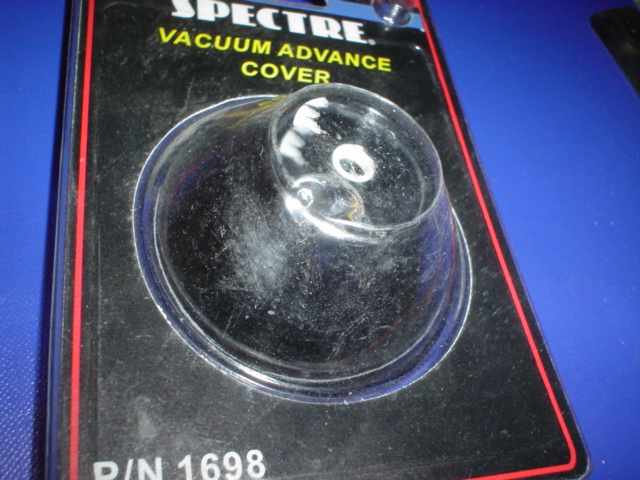 SPECTRE®
VACUUM ADVANCE
COVER
P/N 1698